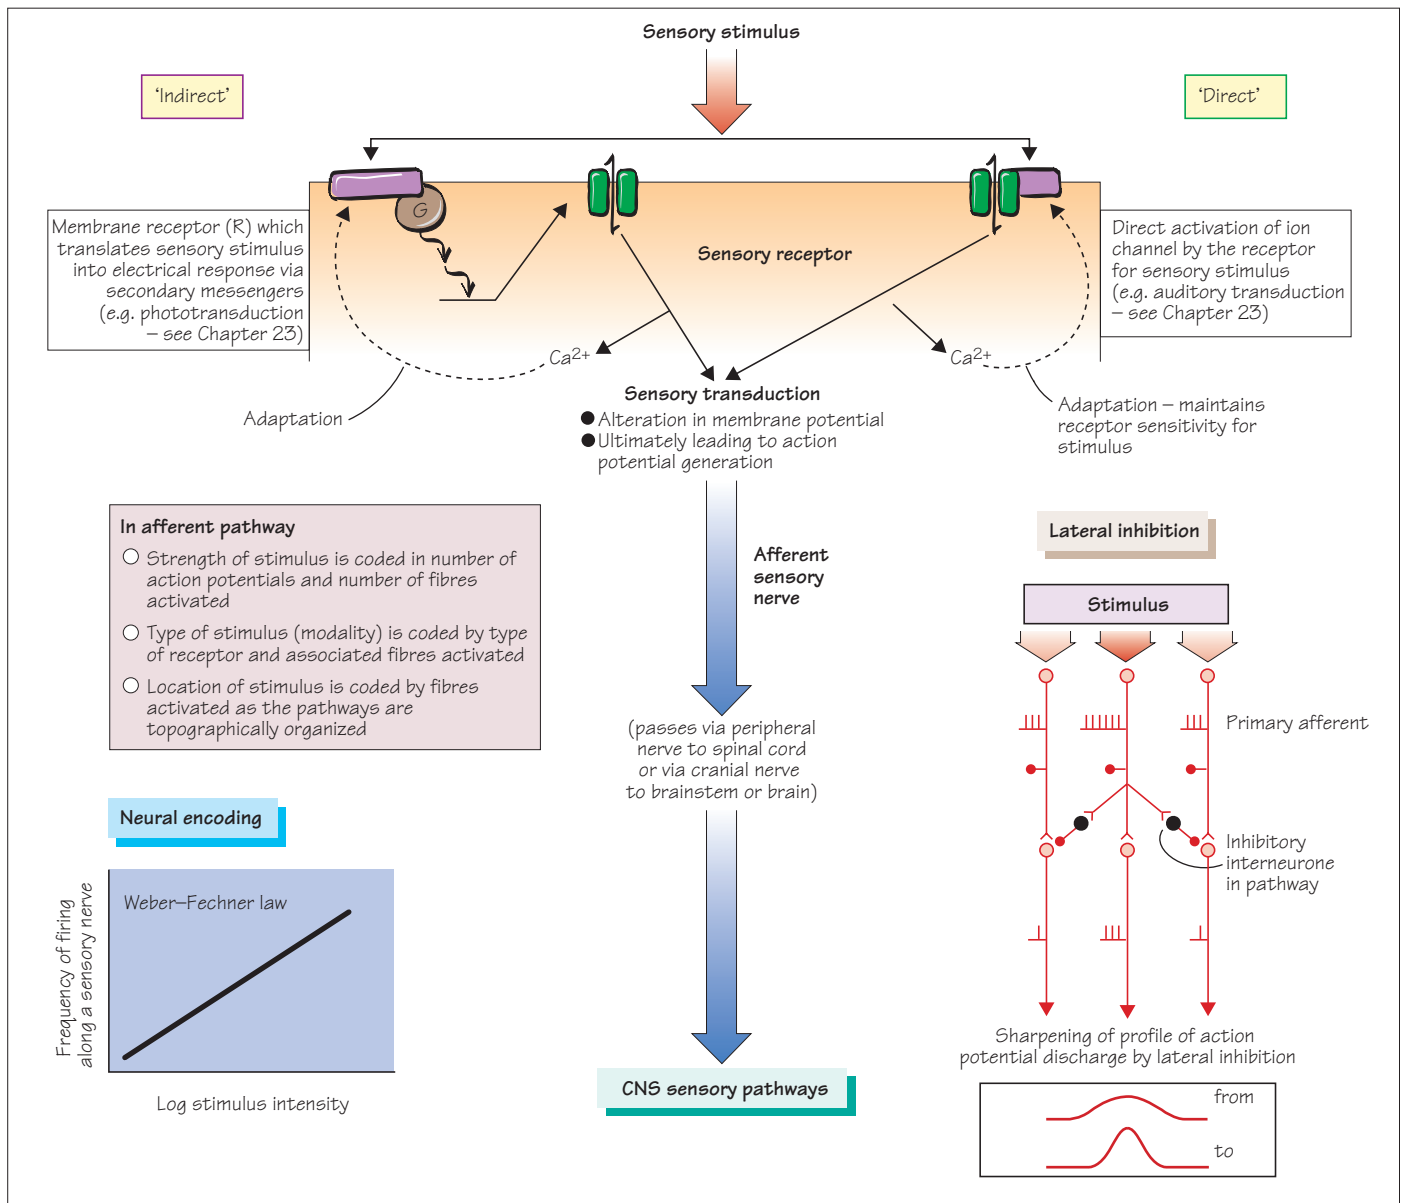 Sensory stimulus
'Indirect'
'Direct'
G
Membrane receptor (R) which
translates sensory stimulus
into electrical response via
secondary messengers
(e.g. phototransduction
– see Chapter 23)
Sensory receptor
Direct activation of ion
channel by the receptor
for sensory stimulus
(e.g. auditory transduction
– see Chapter 23)
Ca2+
Ca2+
Adaptation
Sensory transduction
● Alteration in membrane potential
● Ultimately leading to action
potential generation
Adaptation – maintains
receptor sensitivity for
stimulus
In afferent pathway
○ Strength of stimulus is coded in number of
action potentials and number of fibres
activated
○ Type of stimulus (modality) is coded by type
of receptor and associated fibres activated
○ Location of stimulus is coded by fibres
activated as the pathways are
topographically organized
Afferent
sensory
nerve
(passes via peripheral
nerve to spinal cord
or via cranial nerve
to brainstem or brain)
CNS sensory pathways
Neural encoding
Weber–Fechner law
Frequency of firing
along a sensory nerve
Log stimulus intensity
Lateral inhibition
Stimulus
Primary afferent
Inhibitory
interneurone
in pathway
Sharpening of profile of action
potential discharge by lateral inhibition
from
to